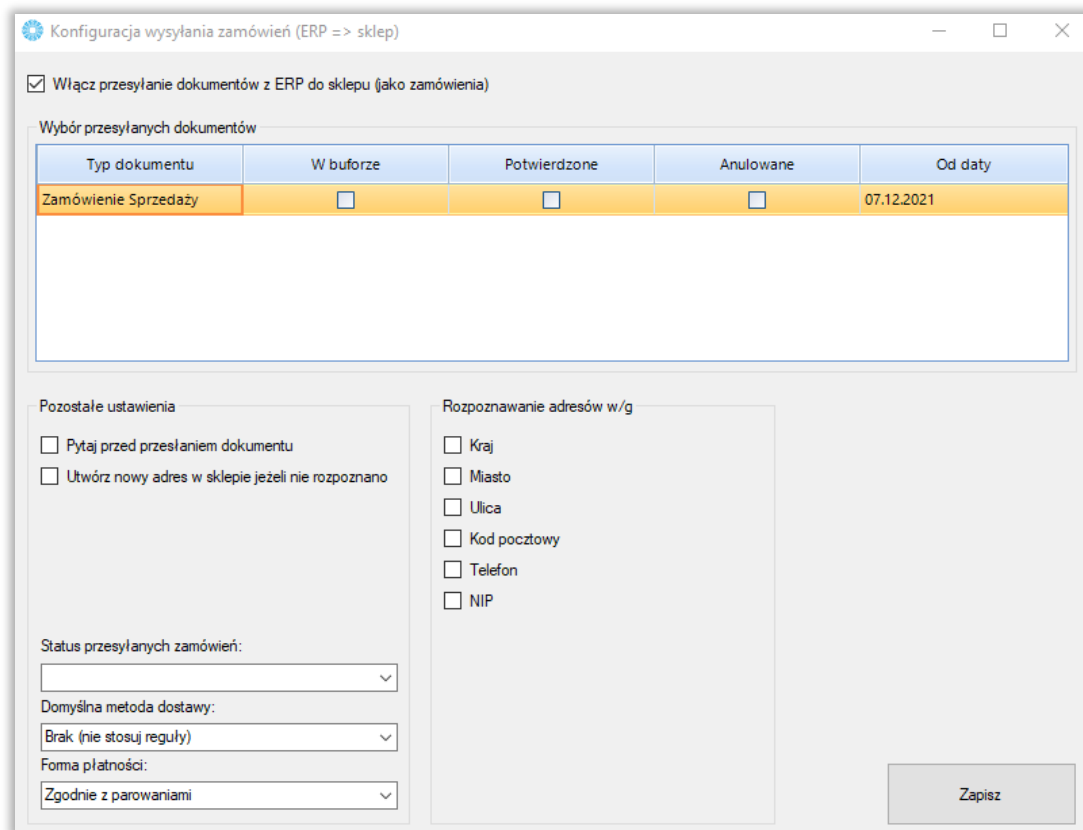 Konfiguracja wysyłania zamówień (ERP => sklep)
Włącz przesyłanie dokumentów z ERP do sklepu (jako zamówienia)
Wybór przesyłanych dokumentów
Typ dokumentu W buforze Potwierdzone Anulowane Od daty
Zamówienie Sprzedaży 07.12.2021
Pozostałe ustawienia
Pytaj przed przesłaniem dokumentu
Utwórz nowy adres w sklepie jeżeli nie rozpoznano
Status przesyłanych zamówień:
Domyślna metoda dostawy:
Brak (nie stosuj reguły)
Forma płatności:
Zgodnie z parowaniami
Rozpoznawanie adresów w/g
Kraj
Miasto
Ulica
Kod pocztowy
Telefon
NIP
Zapisz